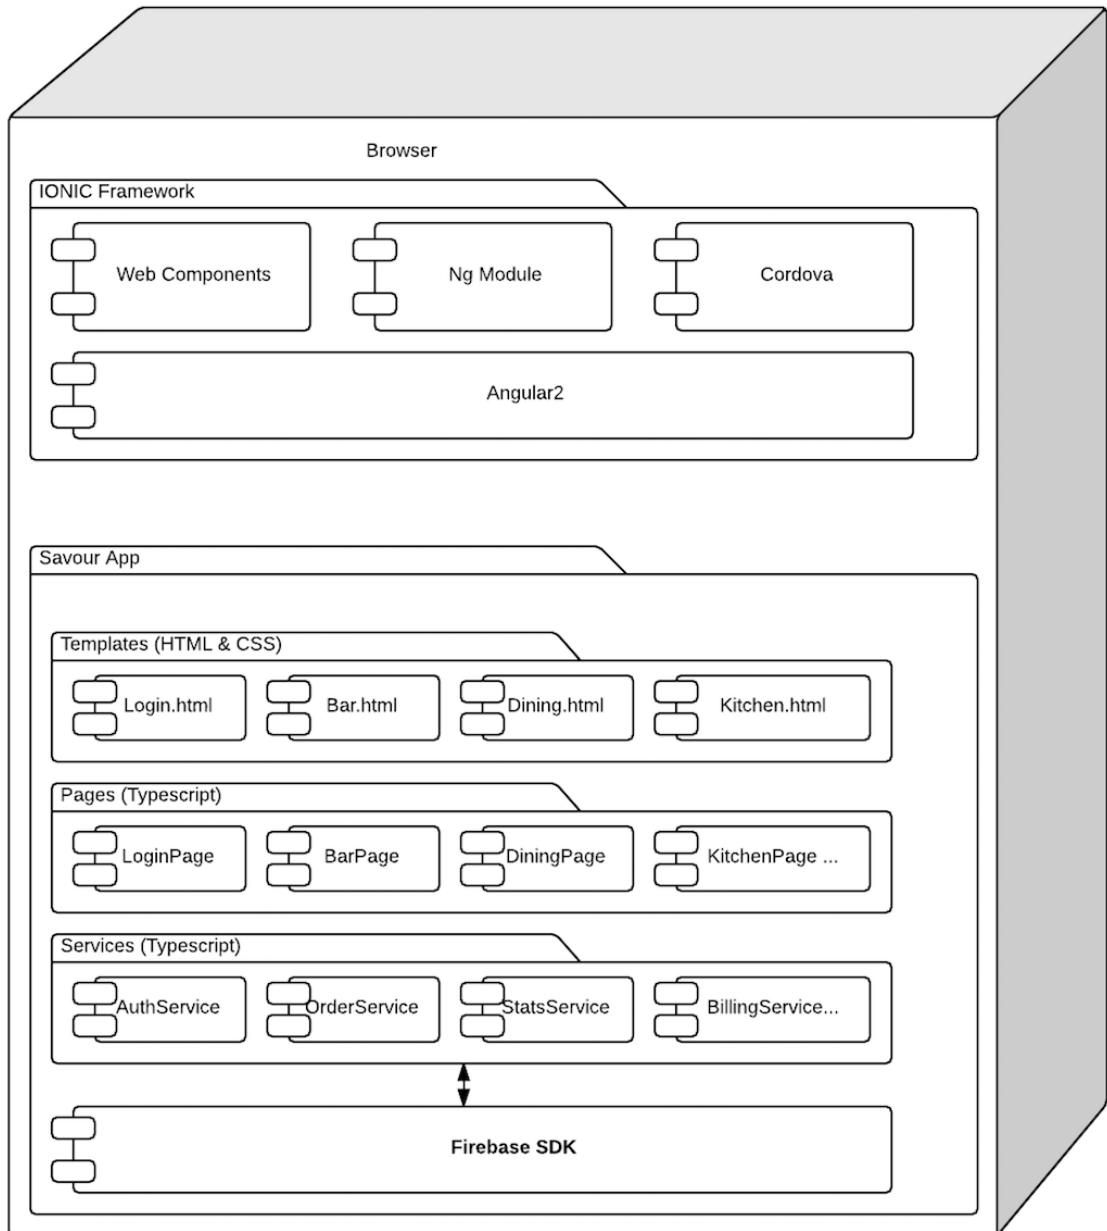 Browser
IONIC Framework
Web Components
Ng Module
Cordova
Angular2
Savour App
Templates (HTML & CSS)
Login.html
Bar.html
Dining.html
Kitchen.html
Pages (Typescript)
LoginPage
BarPage
DiningPage
KitchenPage ...
Services (Typescript)
AuthService
OrderService
StatsService
BillingService...
Firebase SDK